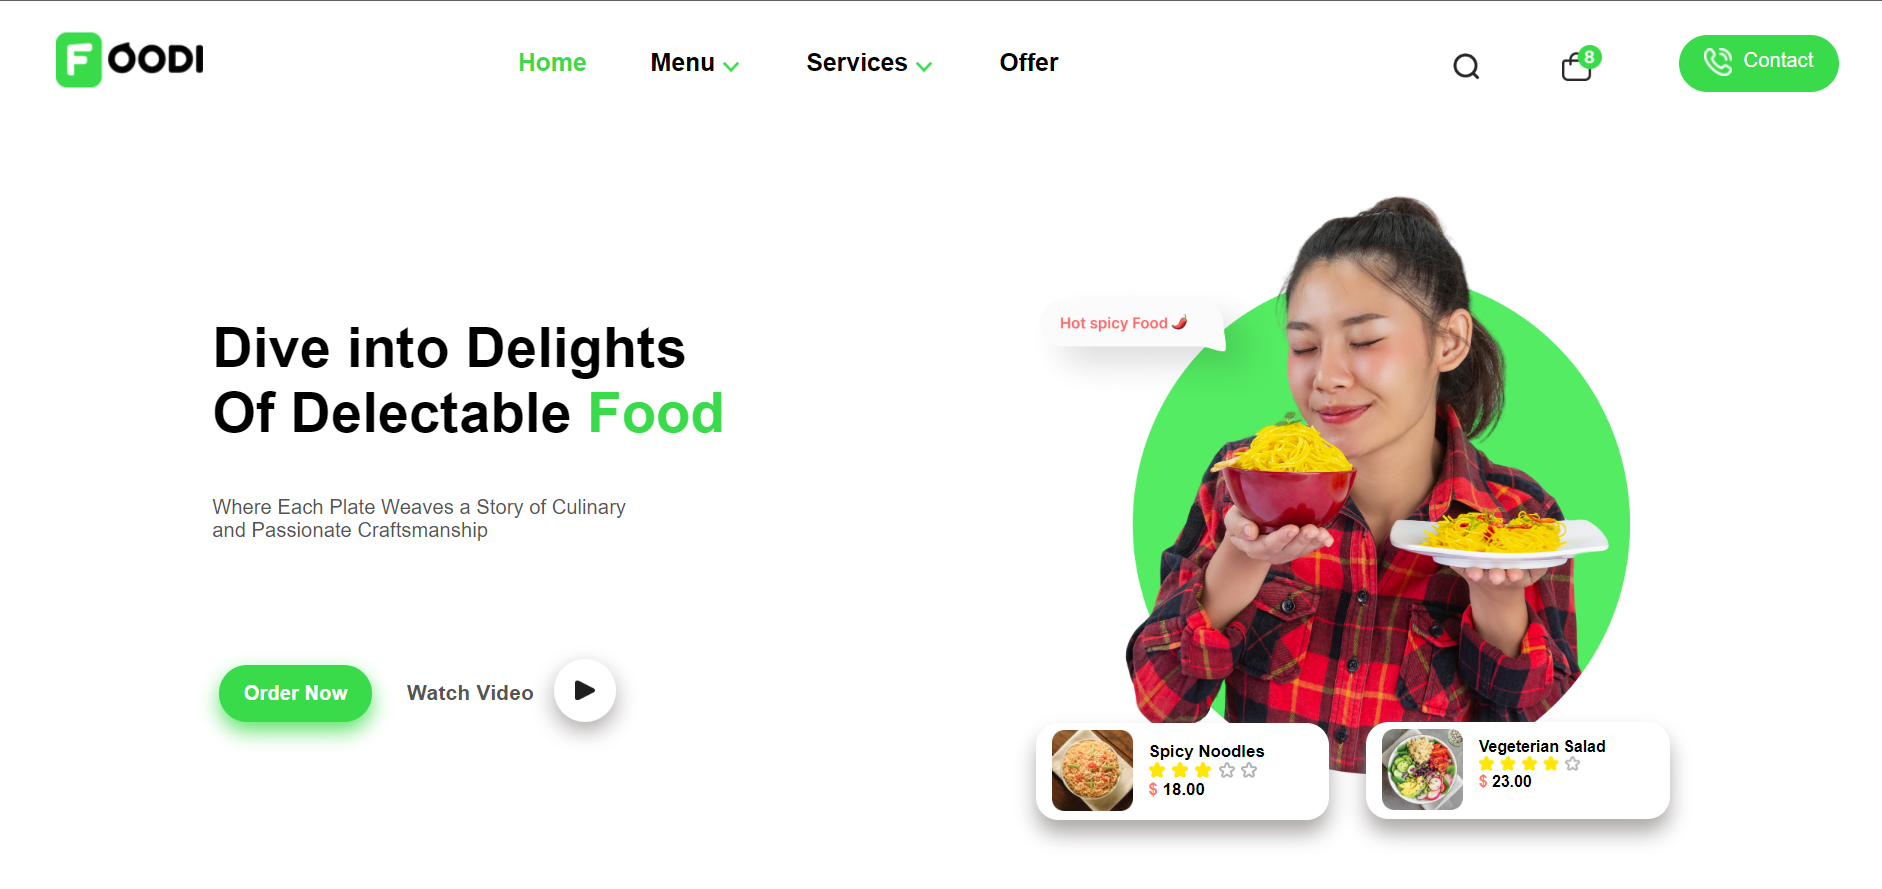 FOODI
Home Menu Services Offer
8
Contact
Hot spicy Food🌶️
Dive into Delights
Of Delectable Food
Where Each Plate Weaves a Story of Culinary
and Passionate Craftsmanship
Order Now
Watch Video
Spicy Noodles
$ 18.00
Vegeterian Salad
$ 23.00